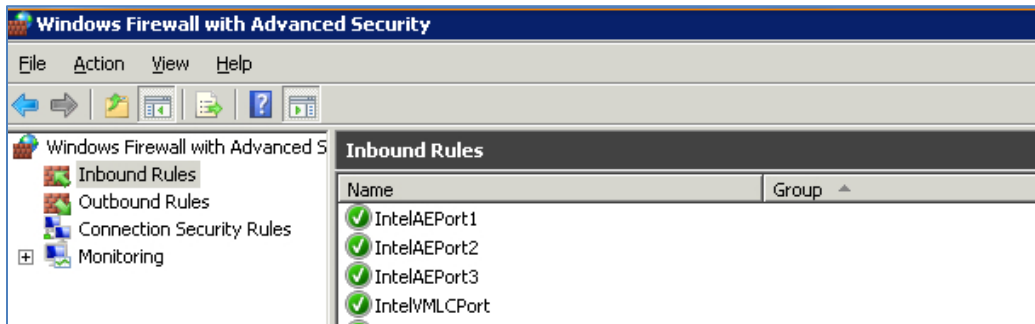 Windows Firewall with Advanced Security
File Action View Help
Windows Firewall with Advanced S
Inbound Rules
Outbound Rules
Connection Security Rules
Monitoring
Inbound Rules
Name Group
IntelAEPort1
IntelAEPort2
IntelAEPort3
IntelVMLCPort